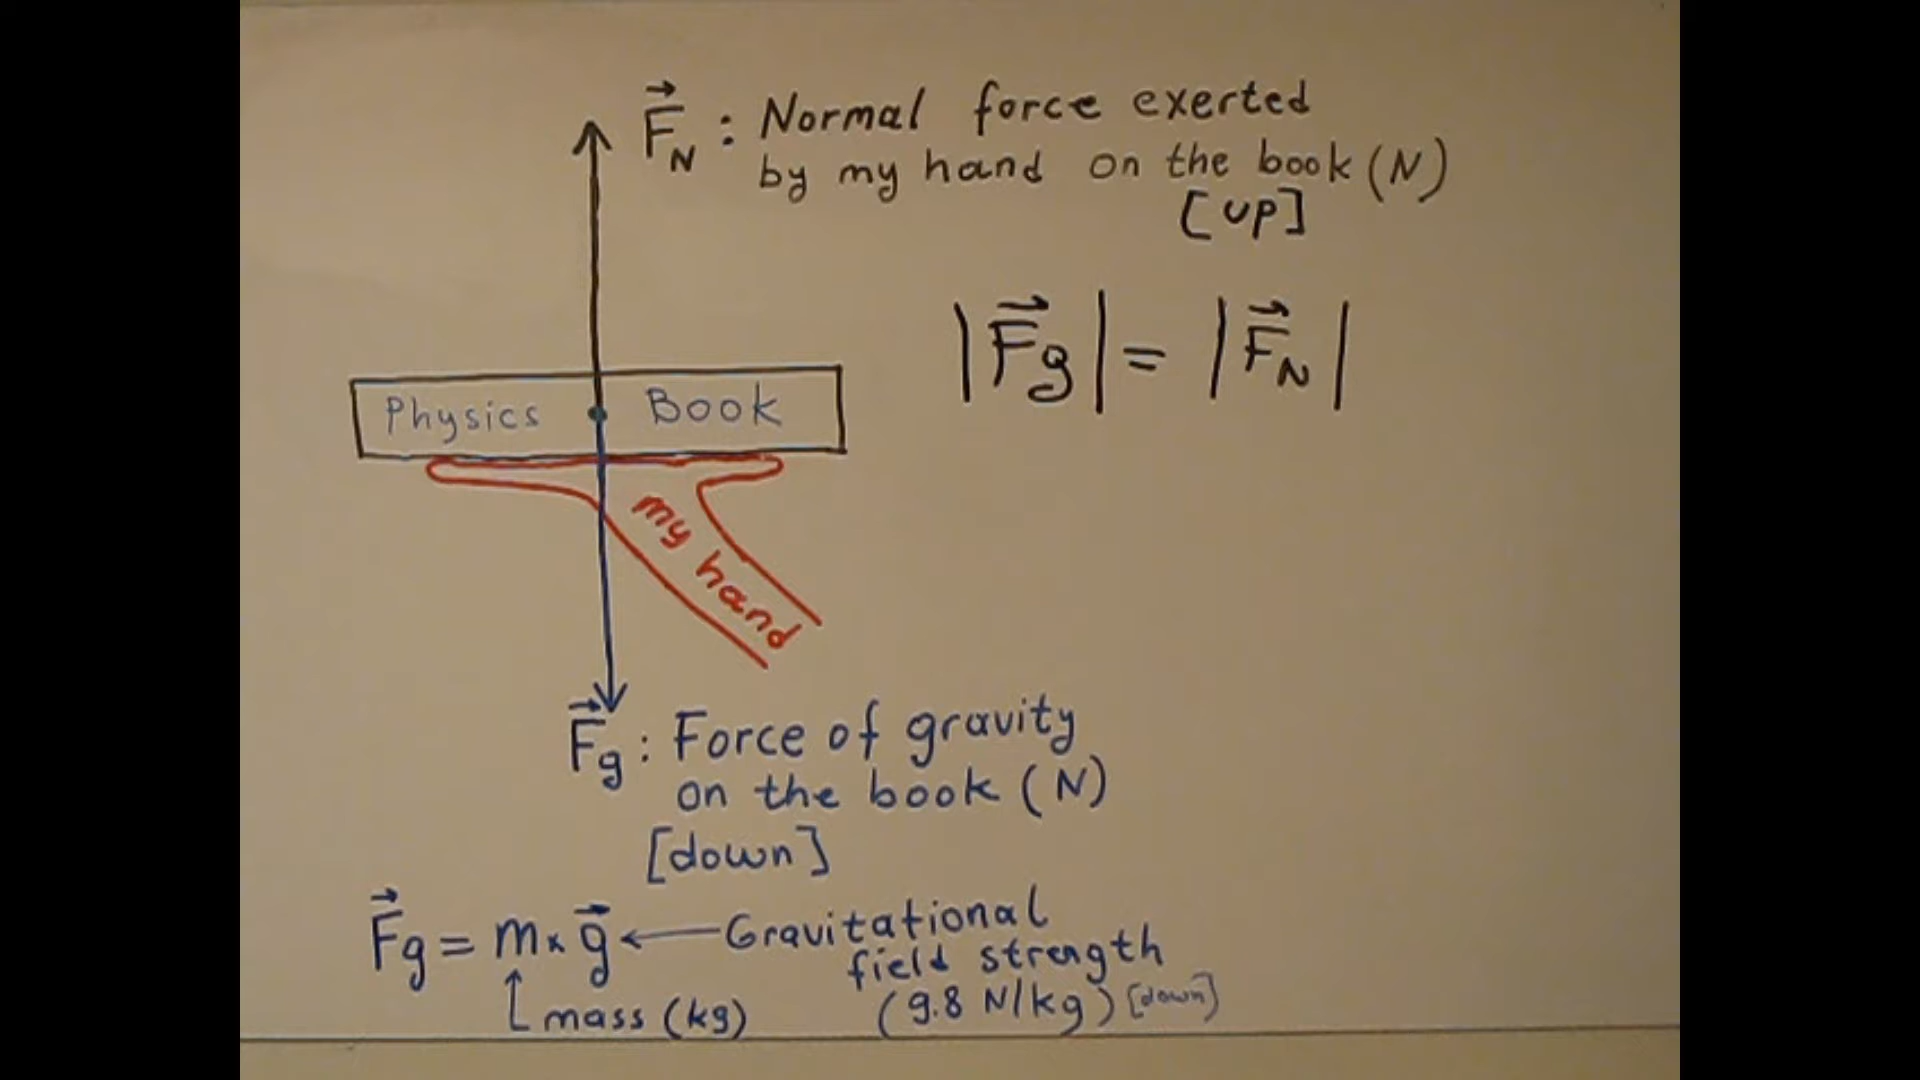 F⃗N : Normal force exerted
by my hand on the book (N)
[up]
|F⃗g| = |F⃗N|
Physics Book
my hand
F⃗g : Force of gravity
on the book (N)
[down]
F⃗g = m × g⃗ ← Gravitational
field strength
(9.8 N/kg) [down]
mass (kg)